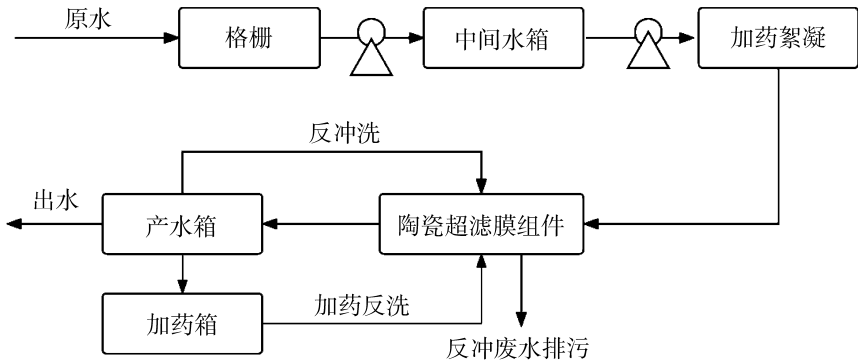 原水
格栅
中间水箱
加药絮凝
反冲洗
出水
产水箱
陶瓷超滤膜组件
加药箱
加药反洗
反冲废水排污